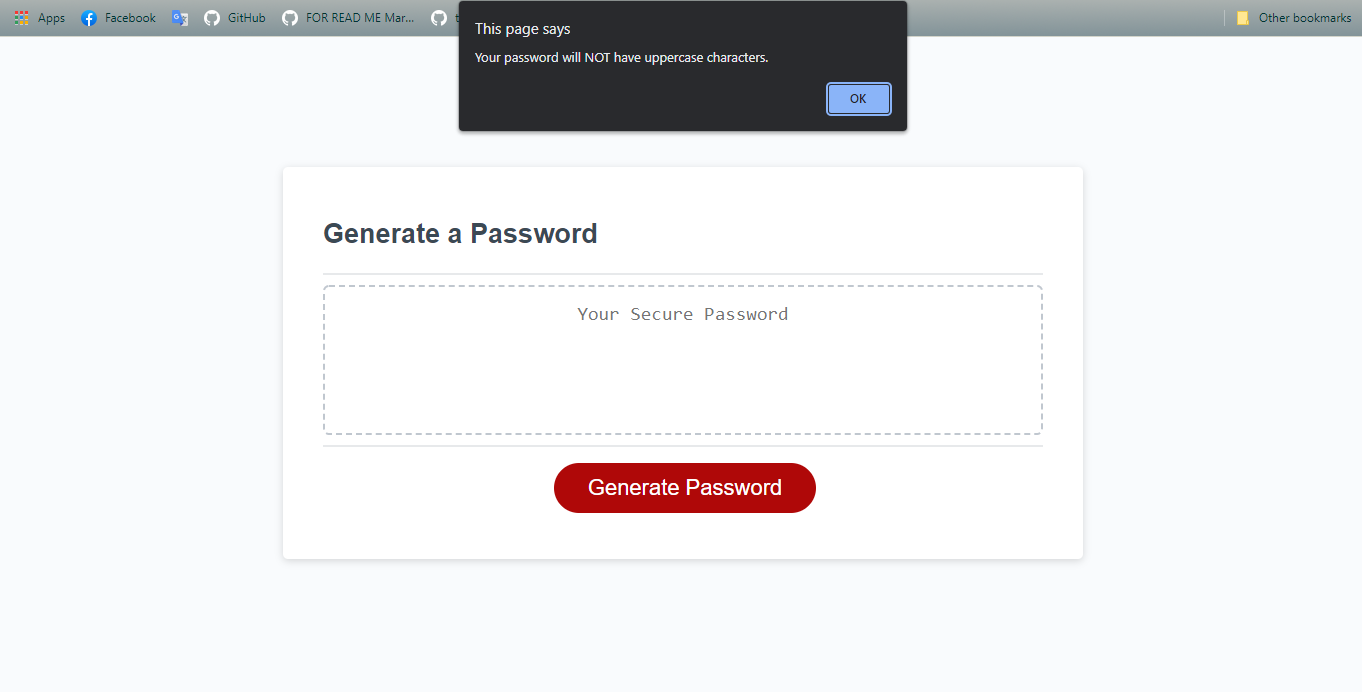 Apps Facebook GitHub FOR READ ME Mar... Other bookmarks
This page says
Your password will NOT have uppercase characters.
OK
Generate a Password
Your Secure Password
Generate Password